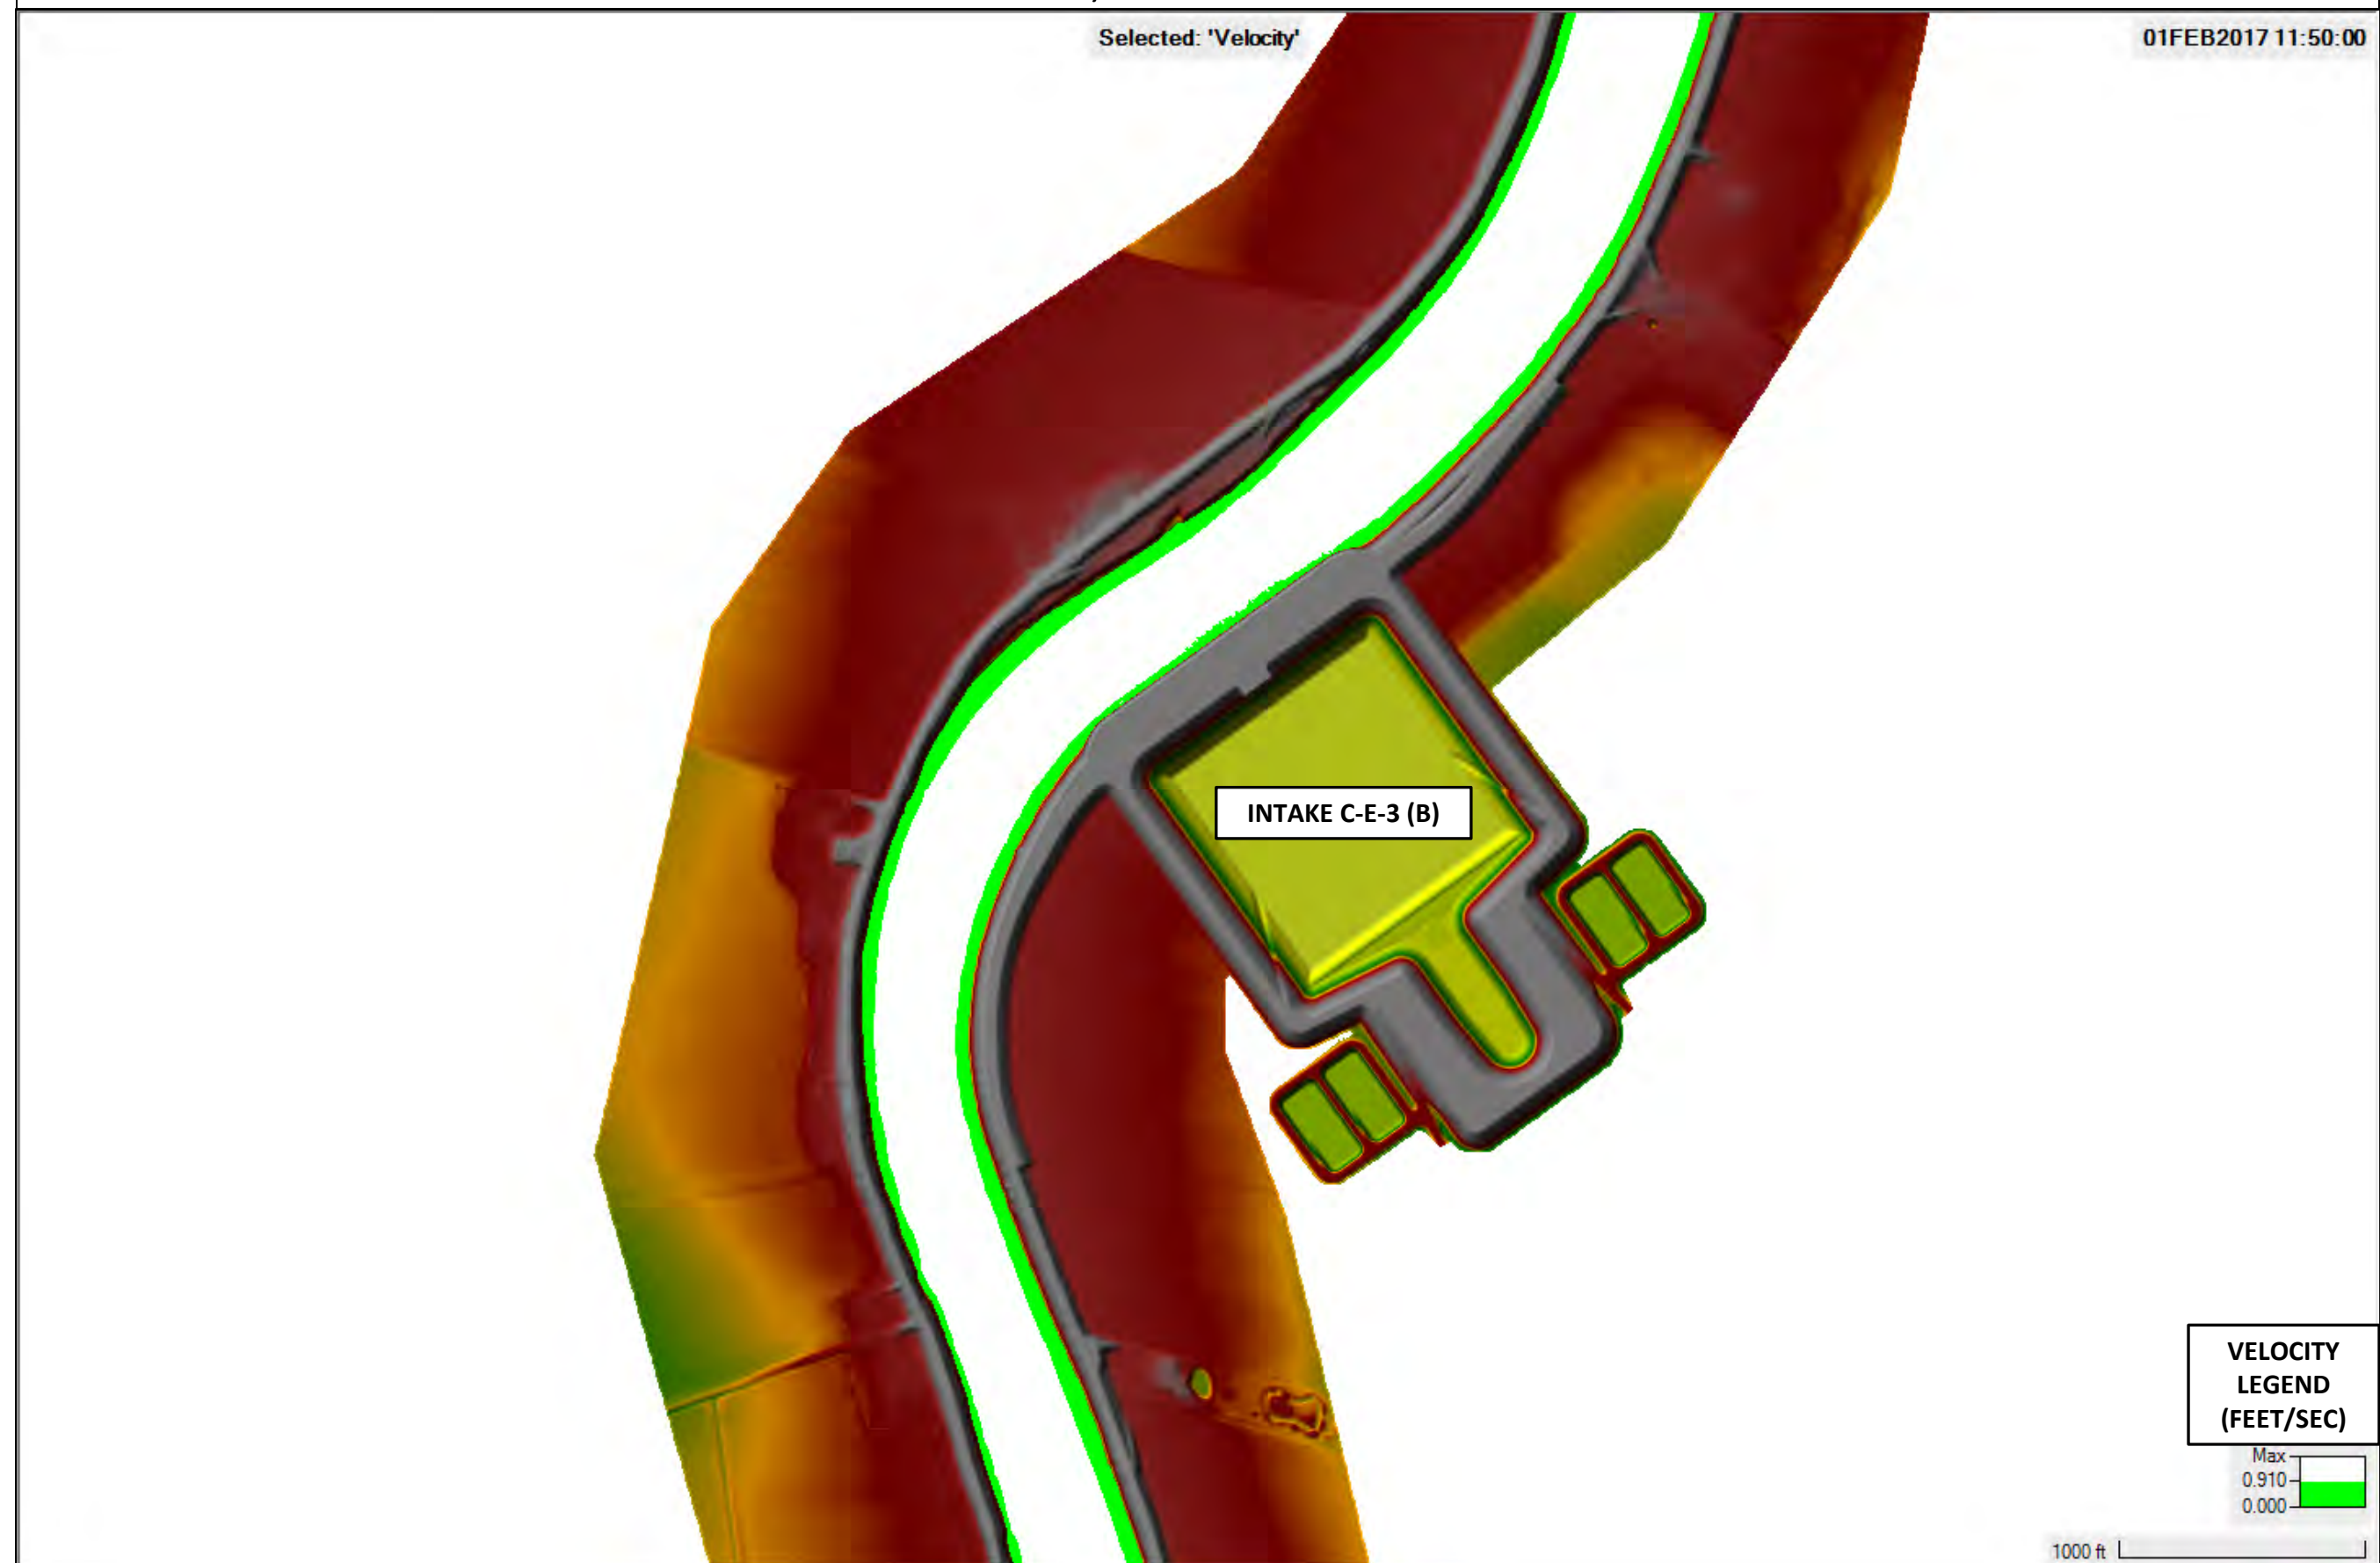 Selected: 'Velocity'
01FEB2017 11:50:00
INTAKE C-E-3 (B)
VELOCITY
LEGEND
(FEET/SEC)
Max
0.910
0.000
1000 ft